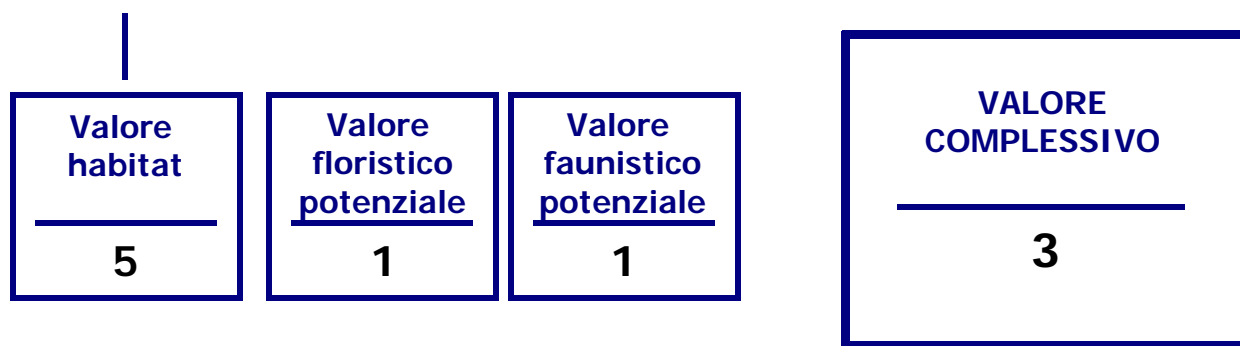 Valore
habitat
5
Valore
floristico
potenziale
1
Valore
faunistico
potenziale
1
VALORE
COMPLESSIVO
3